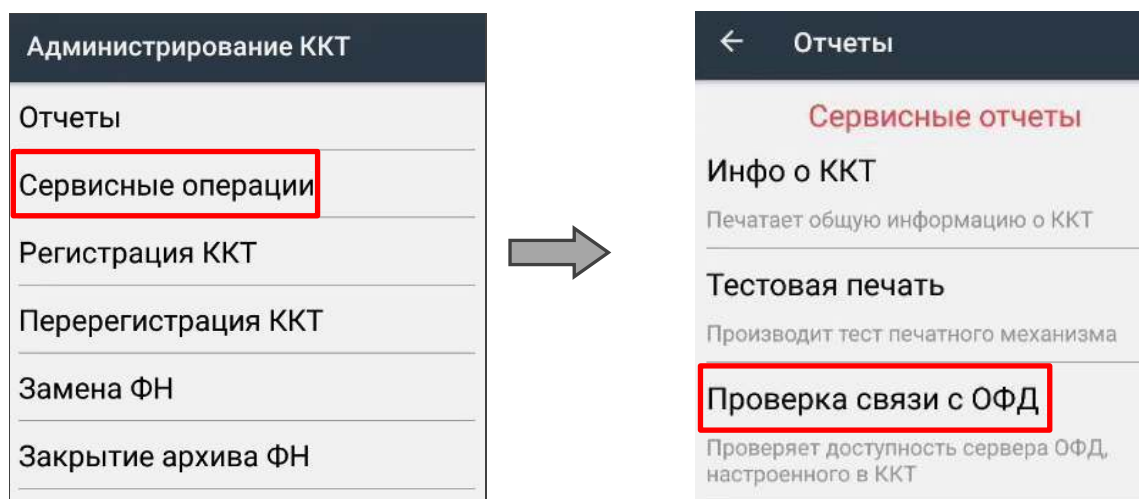 Администрирование ККТ
Отчеты
Сервисные операции
Регистрация ККТ
Перерегистрация ККТ
Замена ФН
Закрытие архива ФН
Отчеты
Сервисные отчеты
Инфо о ККТ
Печатает общую информацию о ККТ
Тестовая печать
Производит тест печатного механизма
Проверка связи с ОФД
Проверяет доступность сервера ОФД,
настроенного в ККТ